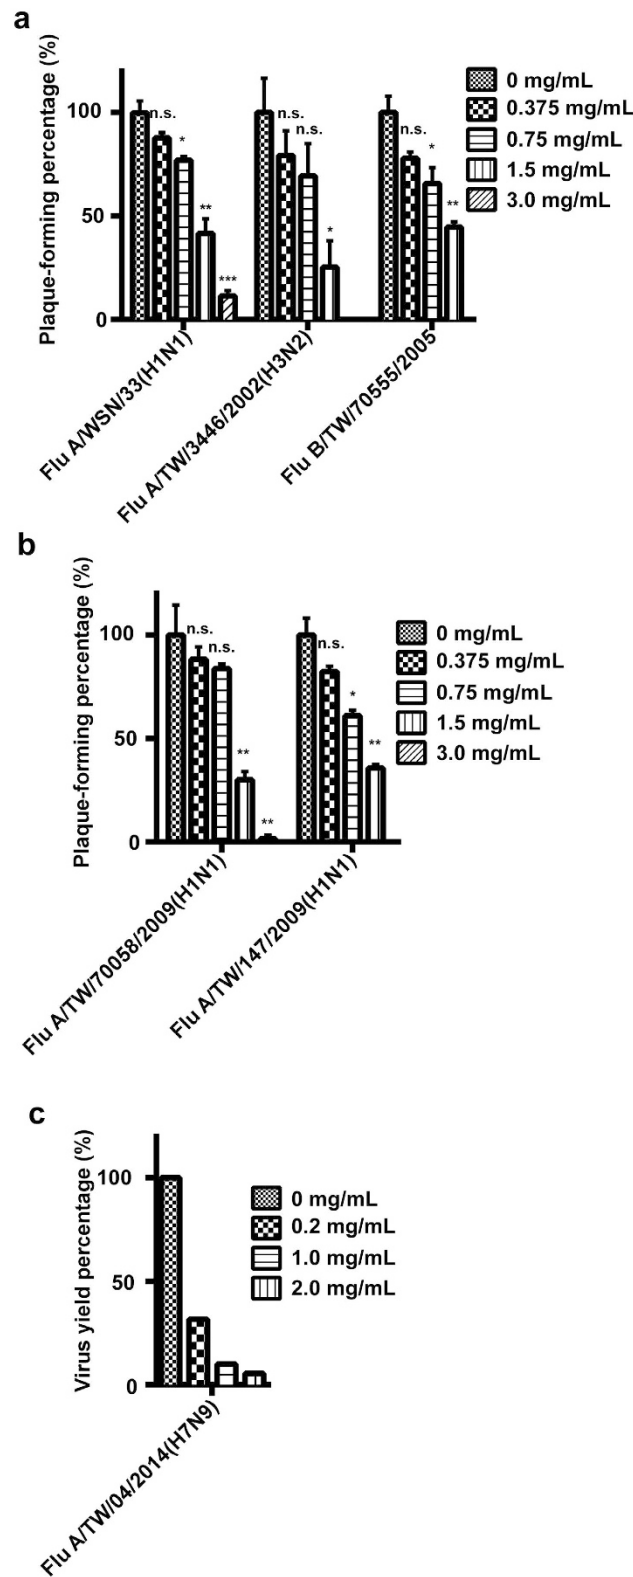 a
Plaque-forming percentage (%)
100
50
0
n.s.
*
**
***
n.s.
n.s.
*
n.s.
*
**
0 mg/mL
0.375 mg/mL
0.75 mg/mL
1.5 mg/mL
3.0 mg/mL
Flu A/WSN/33(H1N1)
Flu A/TW/3446/2002(H3N2)
Flu B/TW/70555/2005
b
Plaque-forming percentage (%)
100
50
0
n.s.
n.s.
**
**
n.s.
*
**
0 mg/mL
0.375 mg/mL
0.75 mg/mL
1.5 mg/mL
3.0 mg/mL
Flu A/TW/70058/2009(H1N1)
Flu A/TW/147/2009(H1N1)
c
Virus yield percentage (%)
100
50
0
0 mg/mL
0.2 mg/mL
1.0 mg/mL
2.0 mg/mL
Flu A/TW/04/2014(H7N9)